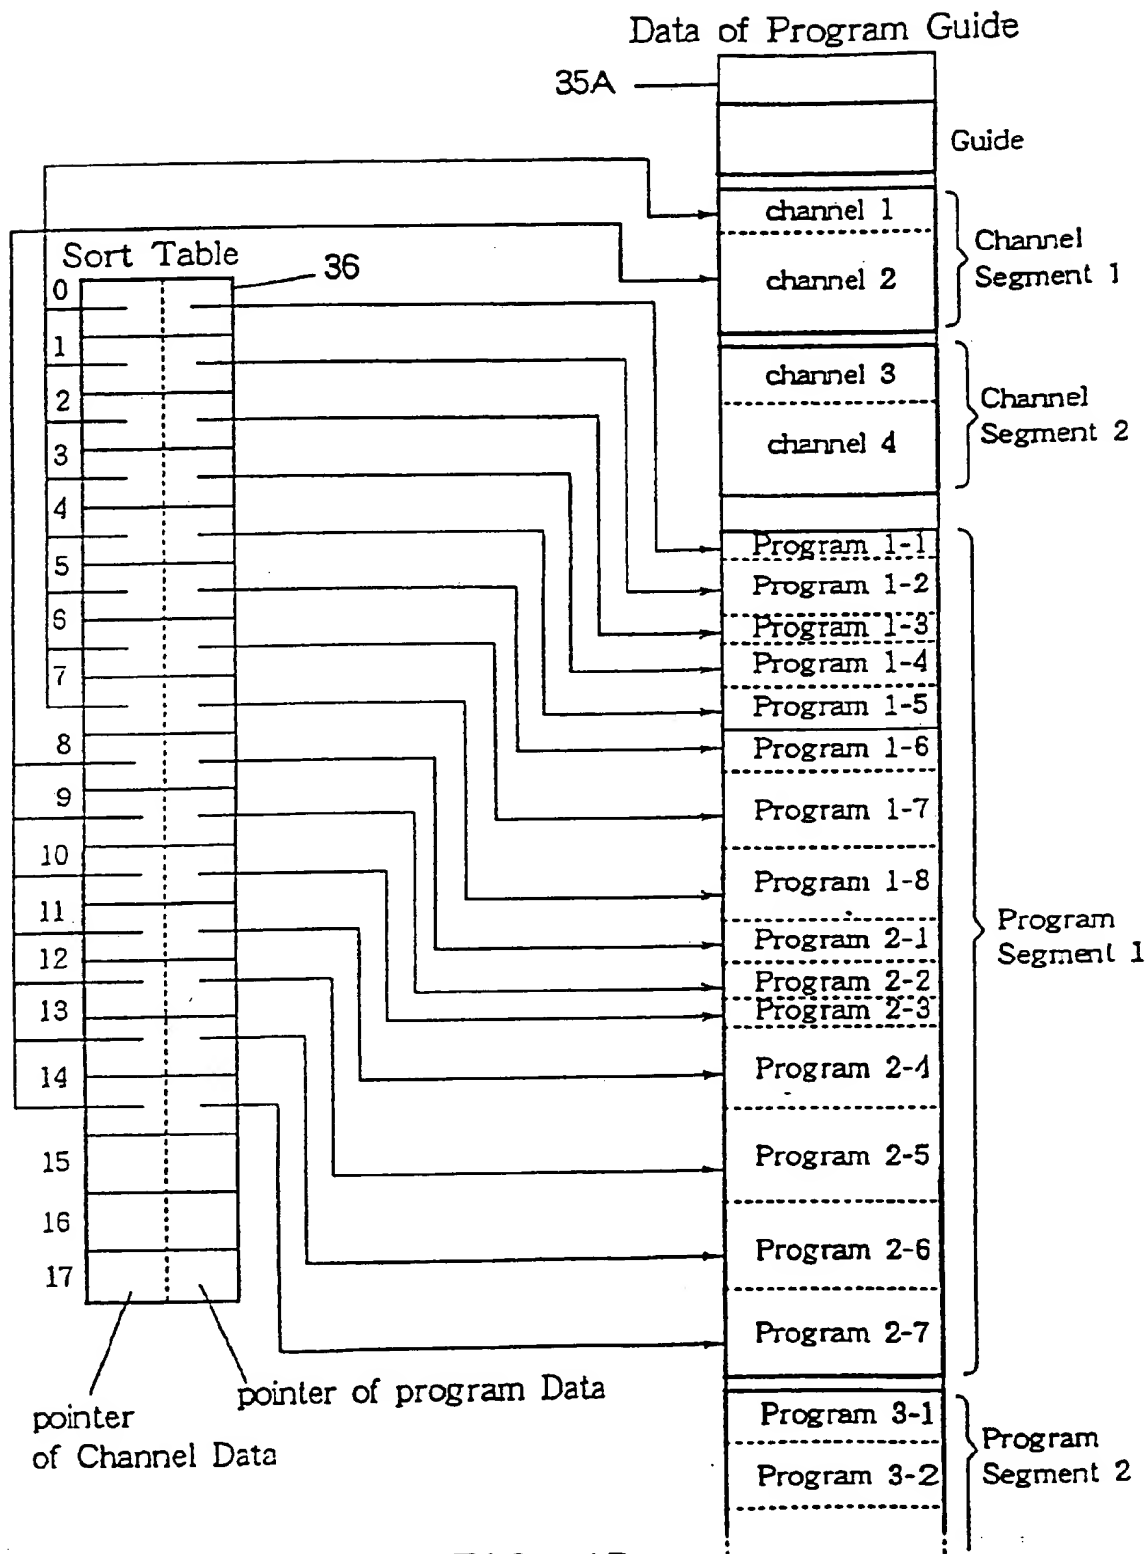 Data of Program Guide
35A
Guide
channel 1
channel 2
Channel
Segment 1
channel 3
channel 4
Channel
Segment 2
Sort Table
36
0
1
2
3
4
5
6
7
8
9
10
11
12
13
14
15
16
17
pointer
of Channel Data
pointer of program Data
Program 1-1
Program 1-2
Program 1-3
Program 1-4
Program 1-5
Program 1-6
Program 1-7
Program 1-8
Program 2-1
Program 2-2
Program 2-3
Program 2-4
Program 2-5
Program 2-6
Program 2-7
Program
Segment 1
Program 3-1
Program 3-2
Program
Segment 2